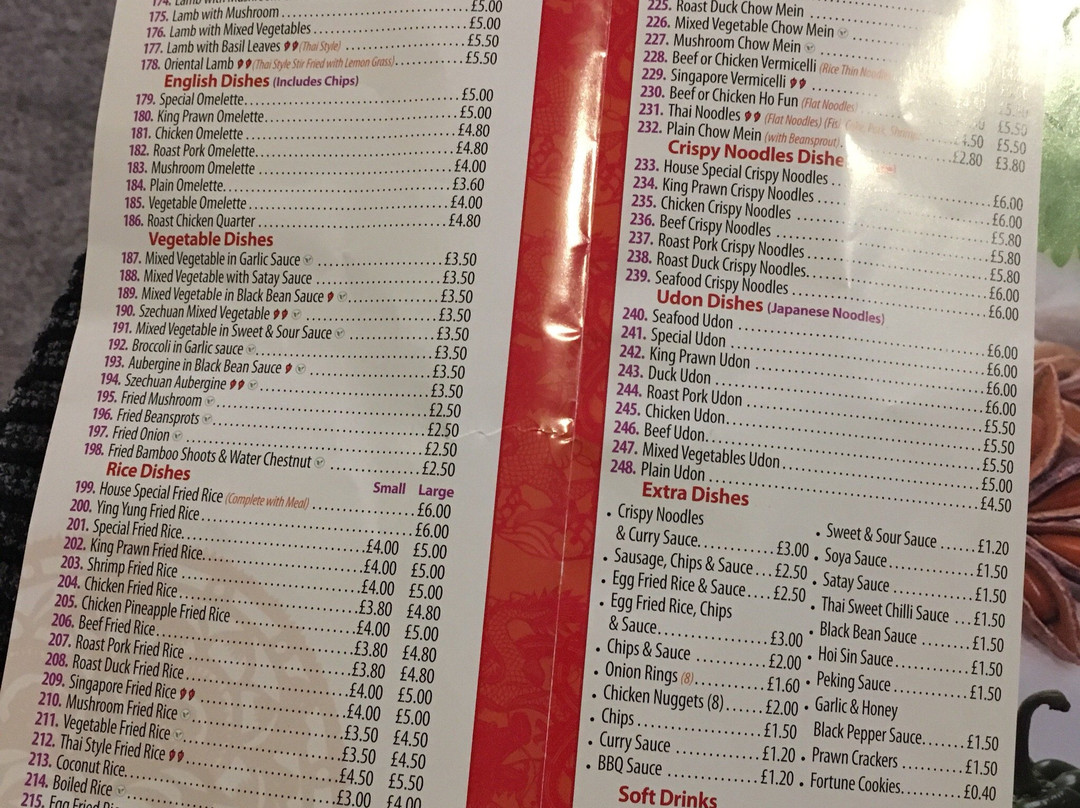 175. Lamb with Mushroom £5.00
176. Lamb with Mixed Vegetables £5.00
177. Lamb with Basil Leaves (Thai Style) £5.50
178. Oriental Lamb (Thai Style Stir Fried with Lemon Grass) £5.50
English Dishes (Includes Chips)
179. Special Omelette £5.00
180. King Prawn Omelette £5.00
181. Chicken Omelette £4.80
182. Roast Pork Omelette £4.80
183. Mushroom Omelette £4.00
184. Plain Omelette £3.60
185. Vegetable Omelette £4.00
186. Roast Chicken Quarter £4.80
Vegetable Dishes
187. Mixed Vegetable in Garlic Sauce £3.50
188. Mixed Vegetable with Satay Sauce £3.50
189. Mixed Vegetable in Black Bean Sauce £3.50
190. Szechuan Mixed Vegetable £3.50
191. Mixed Vegetable in Sweet & Sour Sauce £3.50
192. Broccoli in Garlic sauce £3.50
193. Aubergine in Black Bean Sauce £3.50
194. Szechuan Aubergine £3.50
195. Fried Mushroom £2.50
196. Fried Beansprots £2.50
197. Fried Onion £2.50
198. Fried Bamboo Shoots & Water Chestnut £2.50
Rice Dishes Small Large
199. House Special Fried Rice (Complete with Meal) £6.00
200. Ying Yung Fried Rice £6.00
201. Special Fried Rice £4.00 £5.00
202. King Prawn Fried Rice £4.00 £5.00
203. Shrimp Fried Rice £4.00 £5.00
204. Chicken Fried Rice £3.80 £4.80
205. Chicken Pineapple Fried Rice £4.00 £5.00
206. Beef Fried Rice £3.80 £4.80
207. Roast Pork Fried Rice £3.80 £4.80
208. Roast Duck Fried Rice £4.00 £5.00
209. Singapore Fried Rice £4.00 £5.00
210. Mushroom Fried Rice £3.50 £4.50
211. Vegetable Fried Rice £3.50 £4.50
212. Thai Style Fried Rice £4.50 £5.50
213. Coconut Rice £3.00 £4.00
214. Boiled Rice
215. Egg Fried
225. Roast Duck Chow Mein
226. Mixed Vegetable Chow Mein
227. Mushroom Chow Mein
228. Beef or Chicken Vermicelli (Rice Thin
229. Singapore Vermicelli
230. Beef or Chicken Ho Fun (Flat Noodles) £5.50
231. Thai Noodles (Flat Noodles) £5.50
232. Plain Chow Mein (with Beansprout) £2.80 £3.80
Crispy Noodles Dishe
233. House Special Crispy Noodles £6.00
234. King Prawn Crispy Noodles £6.00
235. Chicken Crispy Noodles £5.80
236. Beef Crispy Noodles £5.80
237. Roast Pork Crispy Noodles £5.80
238. Roast Duck Crispy Noodles £6.00
239. Seafood Crispy Noodles £6.00
Udon Dishes (Japanese Noodles)
240. Seafood Udon £6.00
241. Special Udon £6.00
242. King Prawn Udon £6.00
243. Duck Udon £6.00
244. Roast Pork Udon £5.50
245. Chicken Udon £5.50
246. Beef Udon £5.50
247. Mixed Vegetables Udon £5.00
248. Plain Udon £4.50
Extra Dishes
• Crispy Noodles
& Curry Sauce £3.00
• Sausage, Chips & Sauce £2.50
• Egg Fried Rice & Sauce £2.50
• Egg Fried Rice, Chips
& Sauce £3.00
• Chips & Sauce £2.00
• Onion Rings (8) £1.60
• Chicken Nuggets (8) £2.00
• Chips £1.50
• Curry Sauce £1.20
• BBQ Sauce £1.20
• Sweet & Sour Sauce £1.20
• Soya Sauce £1.50
• Satay Sauce £1.50
• Thai Sweet Chilli Sauce £1.50
• Black Bean Sauce £1.50
• Hoi Sin Sauce £1.50
• Peking Sauce £1.50
• Garlic & Honey
Black Pepper Sauce £1.50
• Prawn Crackers £1.50
• Fortune Cookies £0.40
Soft Drinks